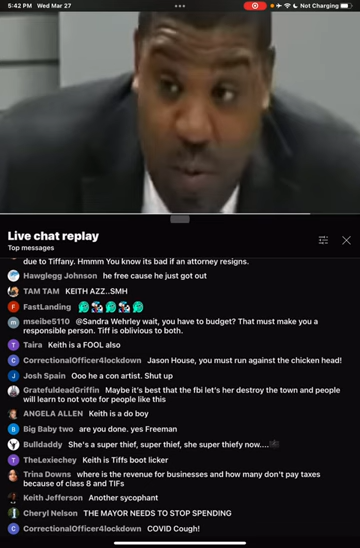 5:42 PM Wed Mar 27
Not Charging
Live chat replay
Top messages
due to Tiffany. Hmmm You know its bad if an attorney resigns.
Hawglegg Johnson he free cause he just got out
TAM TAM KEITH AZZ..SMH
FastLanding
mseibe5110 @Sandra Wehrley wait, you have to budget? That must make you a
responsible person. Tiff is oblivious to both.
T Taira Keith is a FOOL also
C CorrectionalOfficer4lockdown Jason House, you must run against the chicken head!
J Josh Spain Ooo he a con artist. Shut up
GratefuldeadGriffin Maybe it's best that the fbi let's her destroy the town and people
will learn to not vote for people like this
ANGELA ALLEN Keith is a do boy
B Big Baby two are you done. yes Freeman
Bulldaddy She's a super thief, super thief, she super thiefy now....
T TheLexiechey Keith is Tiffs boot licker
Trina Downs where is the revenue for businesses and how many don't pay taxes
because of class 8 and TIFs
Keith Jefferson Another sycophant
Cheryl Nelson THE MAYOR NEEDS TO STOP SPENDING
C CorrectionalOfficer4lockdown COVID Cough!